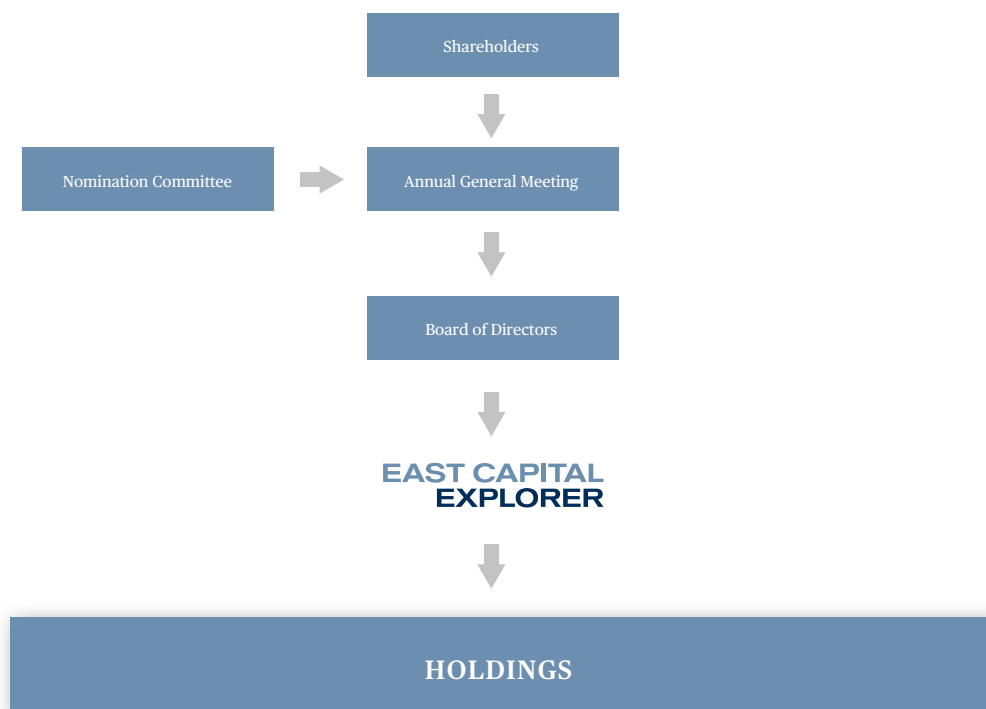 Shareholders
Nomination Committee
Annual General Meeting
Board of Directors
EAST CAPITAL
EXPLORER
HOLDINGS